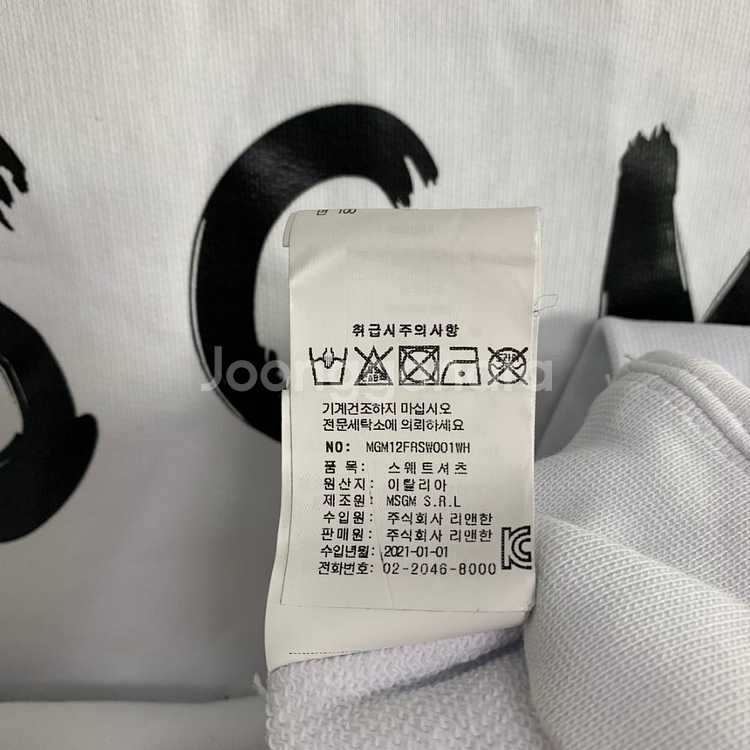 S G M
면 100
취급시주의사항
기계건조하지 마십시오
전문세탁소에 의뢰하세요
NO: MGM12FRSW001WH
품 목: 스웨트셔츠
원산지: 이탈리아
제조원: MSGM S.R.L
수입원: 주식회사 리앤한
판매원: 주식회사 리앤한
수입년월: 2021-01-01
전화번호: 02-2046-8000
Joonggonara